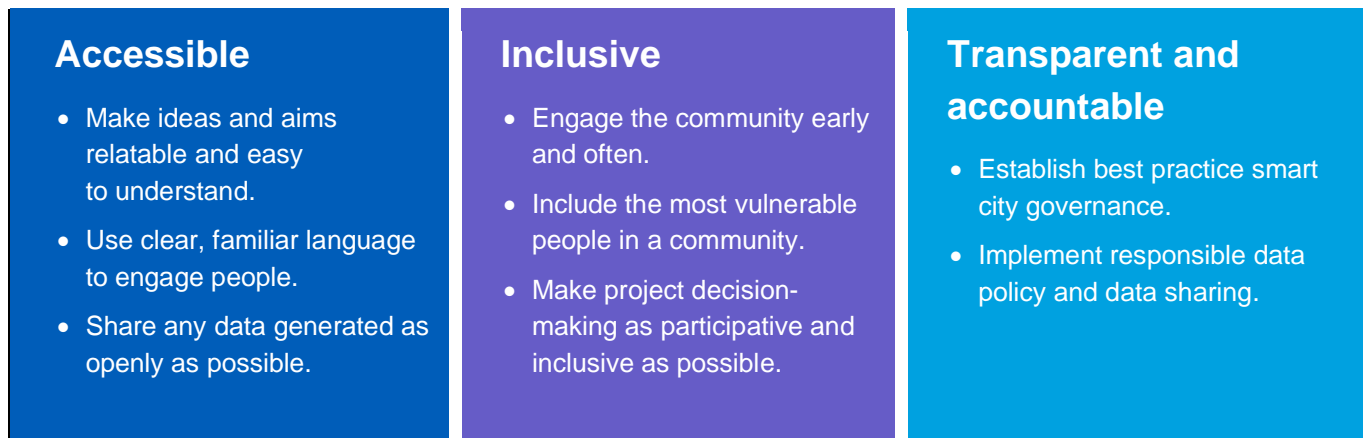 Accessible
• Make ideas and aims
relatable and easy
to understand.
• Use clear, familiar language
to engage people.
• Share any data generated as
openly as possible.
Inclusive
• Engage the community early
and often.
• Include the most vulnerable
people in a community.
• Make project decision-
making as participative and
inclusive as possible.
Transparent and
accountable
• Establish best practice smart
city governance.
• Implement responsible data
policy and data sharing.